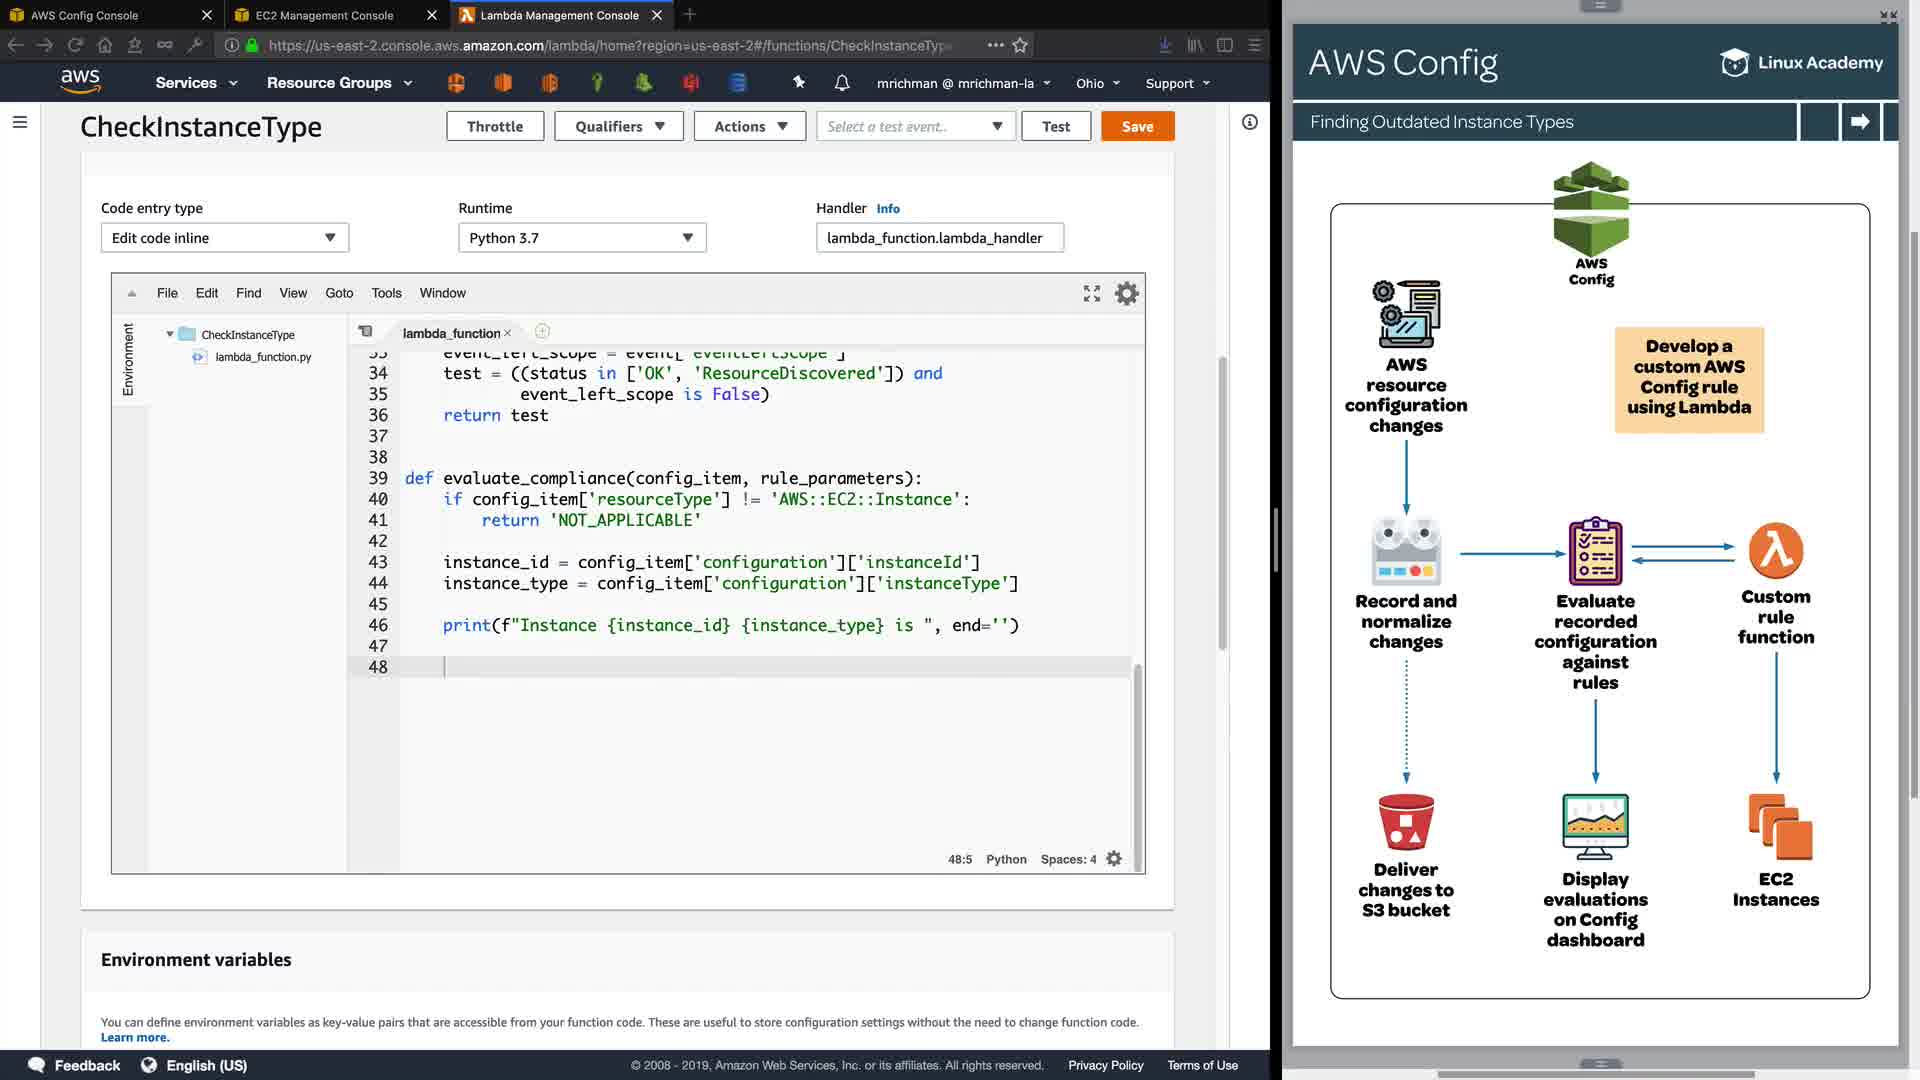 AWS Config Console
EC2 Management Console
Lambda Management Console
https://us-east-2.console.aws.amazon.com/lambda/home?region=us-east-2#/functions/CheckInstanceType
aws
Services
Resource Groups
mrichman @ mrichman-la
Ohio
Support
CheckInstanceType
Throttle
Qualifiers
Actions
Select a test event..
Test
Save
Code entry type
Runtime
Handler Info
Edit code inline
Python 3.7
lambda_function.lambda_handler
File Edit Find View Goto Tools Window
Environment
CheckInstanceType
lambda_function.py
lambda_function
33 event_left_scope = event['eventLeftScope']
34 test = ((status in ['OK', 'ResourceDiscovered']) and
35 event_left_scope is False)
36 return test
37
38
39 def evaluate_compliance(config_item, rule_parameters):
40 if config_item['resourceType'] != 'AWS::EC2::Instance':
41 return 'NOT_APPLICABLE'
42
43 instance_id = config_item['configuration']['instanceId']
44 instance_type = config_item['configuration']['instanceType']
45
46 print(f"Instance {instance_id} {instance_type} is ", end='')
47
48
48:5 Python Spaces: 4
Environment variables
You can define environment variables as key-value pairs that are accessible from your function code. These are useful to store configuration settings without the need to change function code.
Learn more.
Feedback
English (US)
© 2008 - 2019, Amazon Web Services, Inc. or its affiliates. All rights reserved.
Privacy Policy
Terms of Use
AWS Config
Linux Academy
Finding Outdated Instance Types
AWS
Config
Develop a
custom AWS
Config rule
using Lambda
AWS
resource
configuration
changes
Record and
normalize
changes
Evaluate
recorded
configuration
against
rules
Custom
rule
function
Deliver
changes to
S3 bucket
Display
evaluations
on Config
dashboard
EC2
Instances